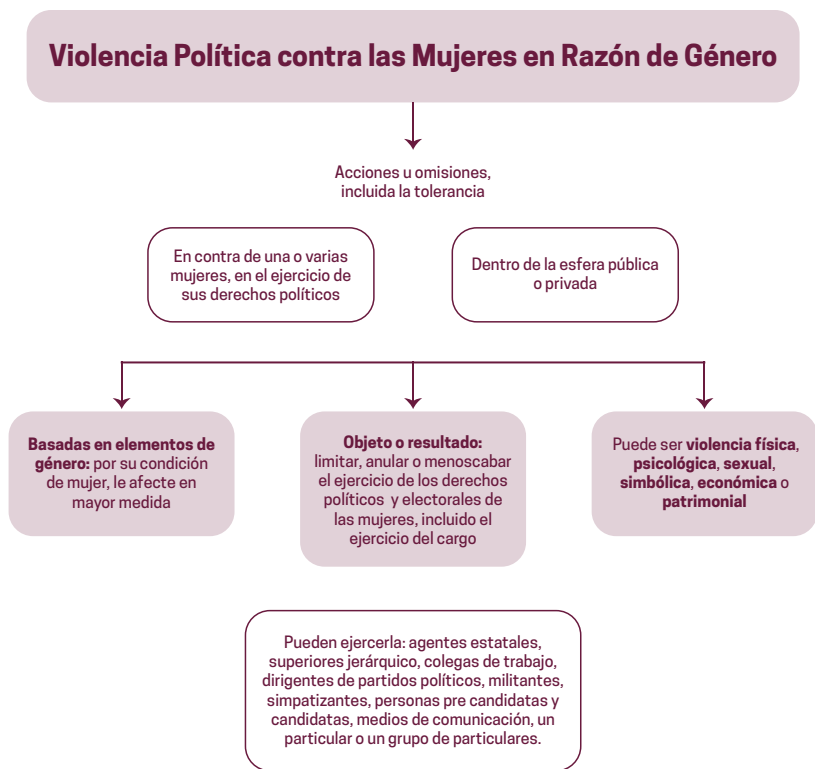 Violencia Política contra las Mujeres en Razón de Género
Acciones u omisiones,
incluida la tolerancia
En contra de una o varias
mujeres, en el ejercicio de
sus derechos políticos
Dentro de la esfera pública
o privada
Basadas en elementos de
género: por su condición
de mujer, le afecte en
mayor medida
Objeto o resultado:
limitar, anular o menoscabar
el ejercicio de los derechos
políticos y electorales de
las mujeres, incluido el
ejercicio del cargo
Puede ser violencia física,
psicológica, sexual,
simbólica, económica o
patrimonial
Pueden ejercerla: agentes estatales,
superiores jerárquico, colegas de trabajo,
dirigentes de partidos políticos, militantes,
simpatizantes, personas pre candidatas y
candidatas, medios de comunicación, un
particular o un grupo de particulares.